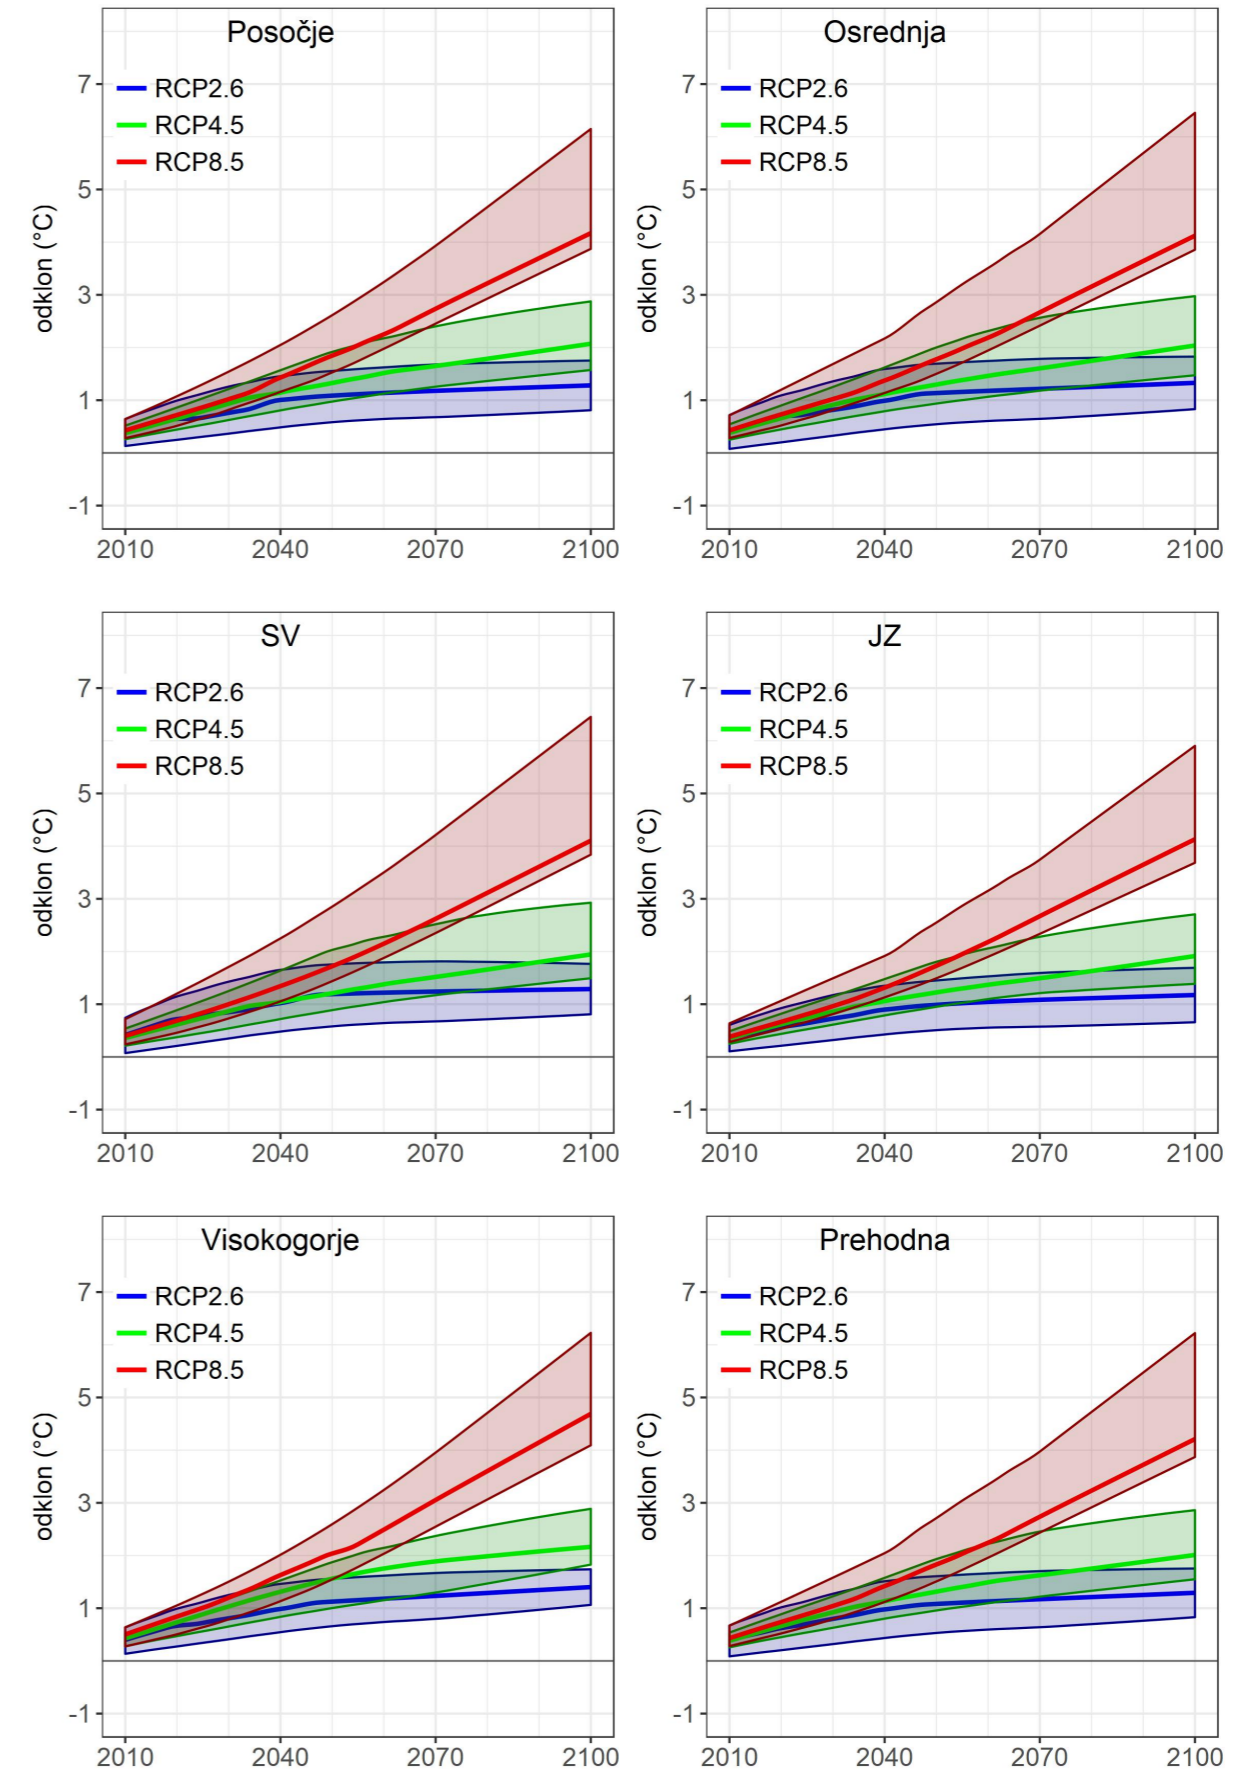 Posočje
7
5
3
1
-1
odklon (°C)
RCP2.6
RCP4.5
RCP8.5
2010 2040 2070 2100
Osrednja
7
5
3
1
-1
odklon (°C)
RCP2.6
RCP4.5
RCP8.5
2010 2040 2070 2100
SV
7
5
3
1
-1
odklon (°C)
RCP2.6
RCP4.5
RCP8.5
2010 2040 2070 2100
JZ
7
5
3
1
-1
odklon (°C)
RCP2.6
RCP4.5
RCP8.5
2010 2040 2070 2100
Visokogorje
7
5
3
1
-1
odklon (°C)
RCP2.6
RCP4.5
RCP8.5
2010 2040 2070 2100
Prehodna
7
5
3
1
-1
odklon (°C)
RCP2.6
RCP4.5
RCP8.5
2010 2040 2070 2100